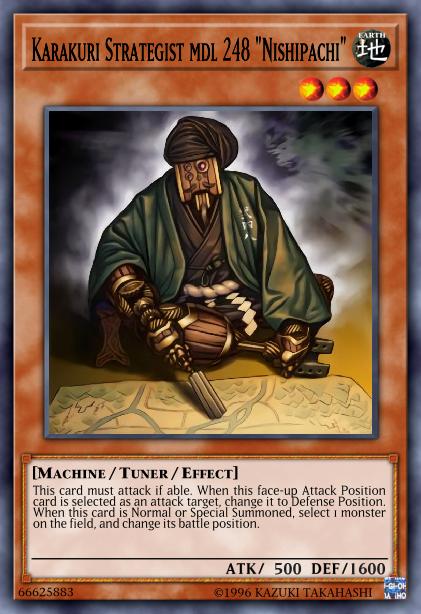 KARAKURI STRATEGIST MDL 248 "NISHIPACHI"
EARTH
地
[MACHINE / TUNER / EFFECT]
This card must attack if able. When this face-up Attack Position
card is selected as an attack target, change it to Defense Position.
When this card is Normal or Special Summoned, select 1 monster
on the field, and change its battle position.
ATK/ 500 DEF/1600
66625883
©1996 KAZUKI TAKAHASHI